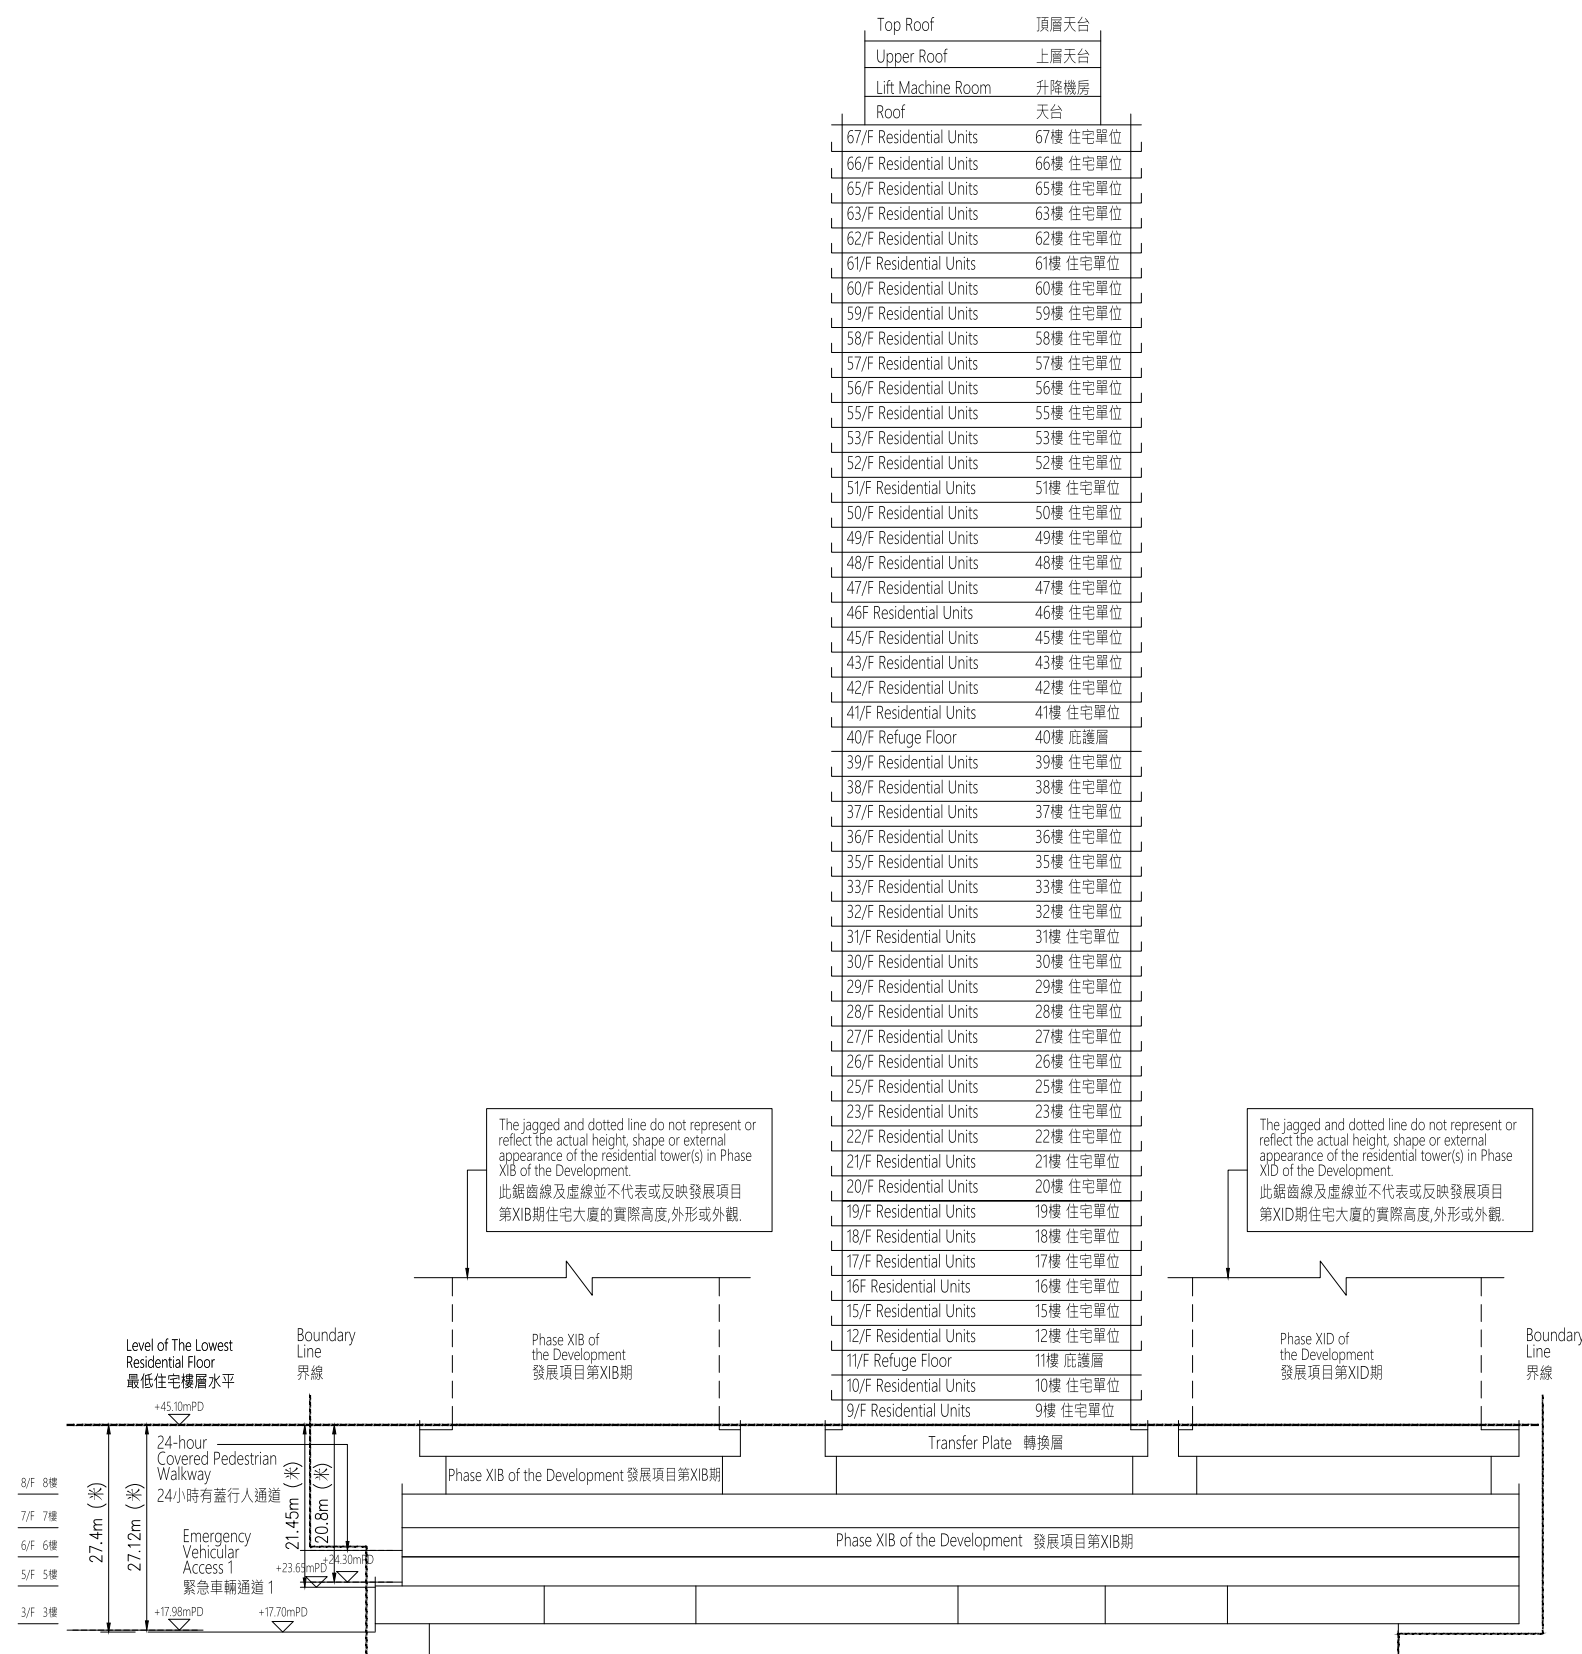 Top Roof 頂層天台
Upper Roof 上層天台
Lift Machine Room 升降機房
Roof 天台
67/F Residential Units 67樓 住宅單位
66/F Residential Units 66樓 住宅單位
65/F Residential Units 65樓 住宅單位
63/F Residential Units 63樓 住宅單位
62/F Residential Units 62樓 住宅單位
61/F Residential Units 61樓 住宅單位
60/F Residential Units 60樓 住宅單位
59/F Residential Units 59樓 住宅單位
58/F Residential Units 58樓 住宅單位
57/F Residential Units 57樓 住宅單位
56/F Residential Units 56樓 住宅單位
55/F Residential Units 55樓 住宅單位
53/F Residential Units 53樓 住宅單位
52/F Residential Units 52樓 住宅單位
51/F Residential Units 51樓 住宅單位
50/F Residential Units 50樓 住宅單位
49/F Residential Units 49樓 住宅單位
48/F Residential Units 48樓 住宅單位
47/F Residential Units 47樓 住宅單位
46F Residential Units 46樓 住宅單位
45/F Residential Units 45樓 住宅單位
43/F Residential Units 43樓 住宅單位
42/F Residential Units 42樓 住宅單位
41/F Residential Units 41樓 住宅單位
40/F Refuge Floor 40樓 庇護層
39/F Residential Units 39樓 住宅單位
38/F Residential Units 38樓 住宅單位
37/F Residential Units 37樓 住宅單位
36/F Residential Units 36樓 住宅單位
35/F Residential Units 35樓 住宅單位
33/F Residential Units 33樓 住宅單位
32/F Residential Units 32樓 住宅單位
31/F Residential Units 31樓 住宅單位
30/F Residential Units 30樓 住宅單位
29/F Residential Units 29樓 住宅單位
28/F Residential Units 28樓 住宅單位
27/F Residential Units 27樓 住宅單位
26/F Residential Units 26樓 住宅單位
25/F Residential Units 25樓 住宅單位
23/F Residential Units 23樓 住宅單位
22/F Residential Units 22樓 住宅單位
21/F Residential Units 21樓 住宅單位
20/F Residential Units 20樓 住宅單位
19/F Residential Units 19樓 住宅單位
18/F Residential Units 18樓 住宅單位
17/F Residential Units 17樓 住宅單位
16F Residential Units 16樓 住宅單位
15/F Residential Units 15樓 住宅單位
12/F Residential Units 12樓 住宅單位
11/F Refuge Floor 11樓 庇護層
10/F Residential Units 10樓 住宅單位
9/F Residential Units 9樓 住宅單位
Transfer Plate 轉換層
The jagged and dotted line do not represent or
reflect the actual height, shape or external
appearance of the residential tower(s) in Phase
XIB of the Development.
此鋸齒線及虛線並不代表或反映發展項目
第XIB期住宅大廈的實際高度,外形或外觀.
The jagged and dotted line do not represent or
reflect the actual height, shape or external
appearance of the residential tower(s) in Phase
XID of the Development.
此鋸齒線及虛線並不代表或反映發展項目
第XID期住宅大廈的實際高度,外形或外觀.
Level of The Lowest
Residential Floor
最低住宅樓層水平
+45.10mPD
Boundary
Line
界線
Phase XIB of
the Development
發展項目第XIB期
Phase XID of
the Development
發展項目第XID期
Boundary
Line
界線
24-hour
Covered Pedestrian
Walkway
24小時有蓋行人通道
Phase XIB of the Development 發展項目第XIB期
Phase XIB of the Development 發展項目第XIB期
8/F 8樓
7/F 7樓
6/F 6樓
5/F 5樓
3/F 3樓
27.4m (米)
27.12m (米)
21.45m (米)
20.8m (米)
Emergency
Vehicular
Access 1
緊急車輛通道 1
+23.65mPD
+24.30mPD
+17.98mPD
+17.70mPD